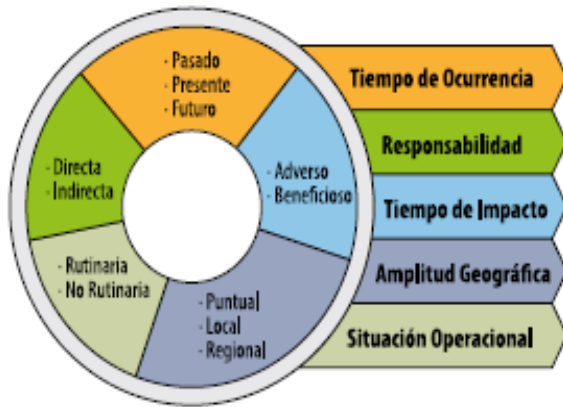 - Pasado
- Presente
- Futuro
- Directa
- Indirecta
- Adverso
- Beneficioso
- Rutinaria
- No Rutinaria
- Puntual
- Local
- Regional
Tiempo de Ocurrencia
Responsabilidad
Tiempo de Impacto
Amplitud Geográfica
Situación Operacional